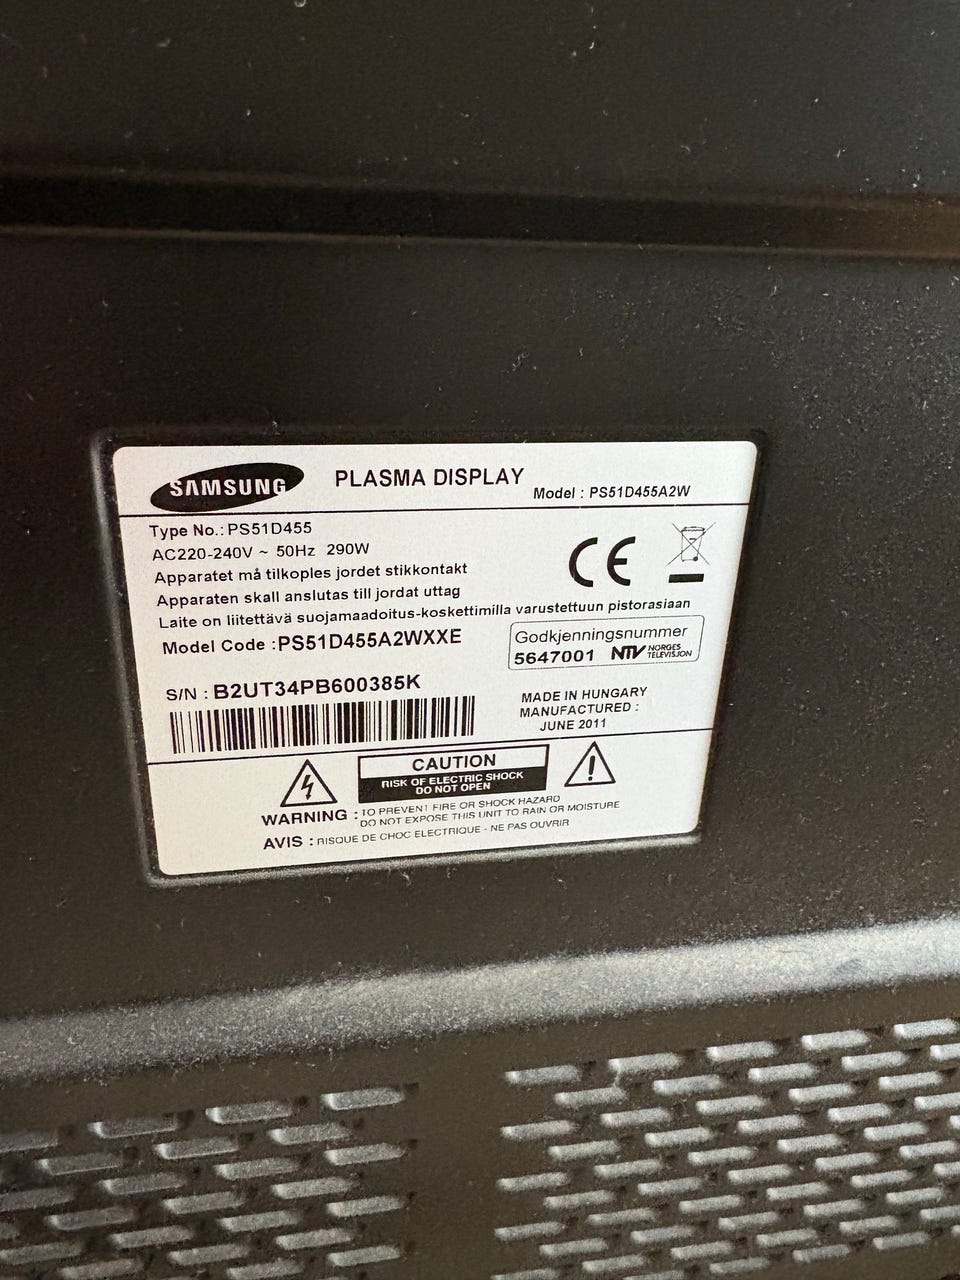 SAMSUNG PLASMA DISPLAY Model : PS51D455A2W
Type No.: PS51D455
AC220-240V ~ 50Hz 290W
Apparatet må tilkoples jordet stikkontakt
Apparaten skall anslutas till jordat uttag
Laite on liitettävä suojamaadoitus-koskettimilla varustettuun pistorasiaan
CE
Model Code : PS51D455A2WXXE
Godkjenningsnummer
5647001 NTV NORGES TELEVISJON
S/N : B2UT34PB600385K
MADE IN HUNGARY
MANUFACTURED :
JUNE 2011
CAUTION
RISK OF ELECTRIC SHOCK
DO NOT OPEN
WARNING : TO PREVENT FIRE OR SHOCK HAZARD
DO NOT EXPOSE THIS UNIT TO RAIN OR MOISTURE
AVIS : RISQUE DE CHOC ELECTRIQUE - NE PAS OUVRIR